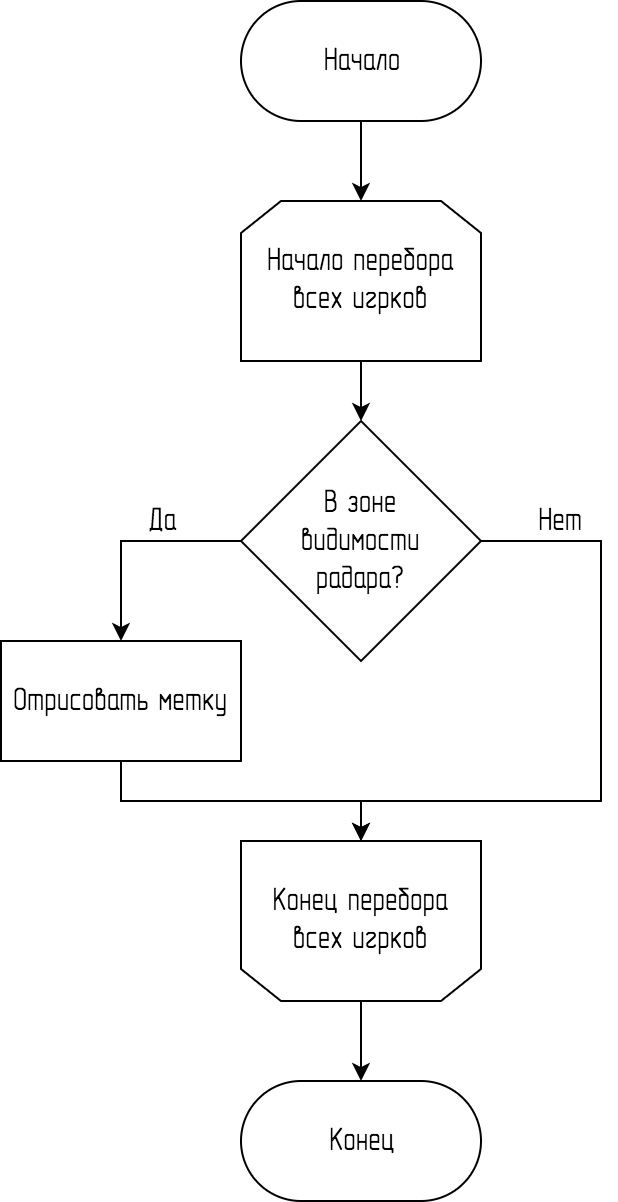 Начало
Начало перебора
всех игрков
В зоне
видимости
радара?
Да
Нет
Отрисовать метку
Конец перебора
всех игрков
Конец